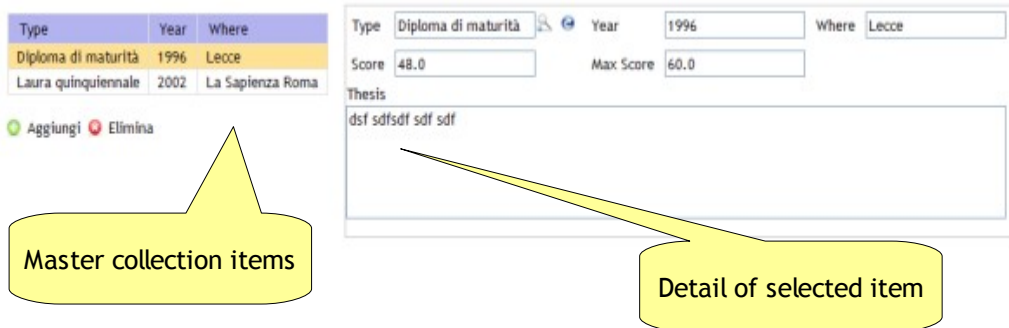 Type Year Where
Diploma di maturità 1996 Lecce
Laura quinquiennale 2002 La Sapienza Roma
Aggiungi Elimina
Type Diploma di maturità Year 1996 Where Lecce
Score 48.0 Max Score 60.0
Thesis
dsf sdfsdf sdf sdf
Master collection items
Detail of selected item